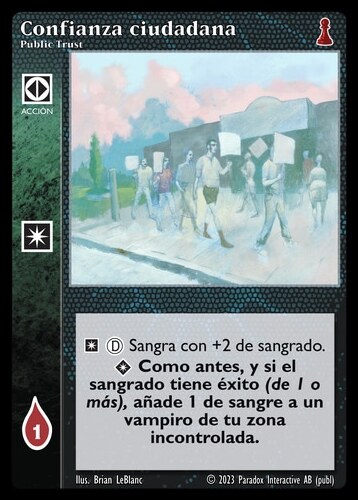 Confianza ciudadana
Public Trust
ACCIÓN
D Sangra con +2 de sangrado.
Como antes, y si el
sangrado tiene éxito (de 1 o
más), añade 1 de sangre a un
vampiro de tu zona
incontrolada.
1
Ilus. Brian LeBlanc
© 2023 Paradox Interactive AB (publ)